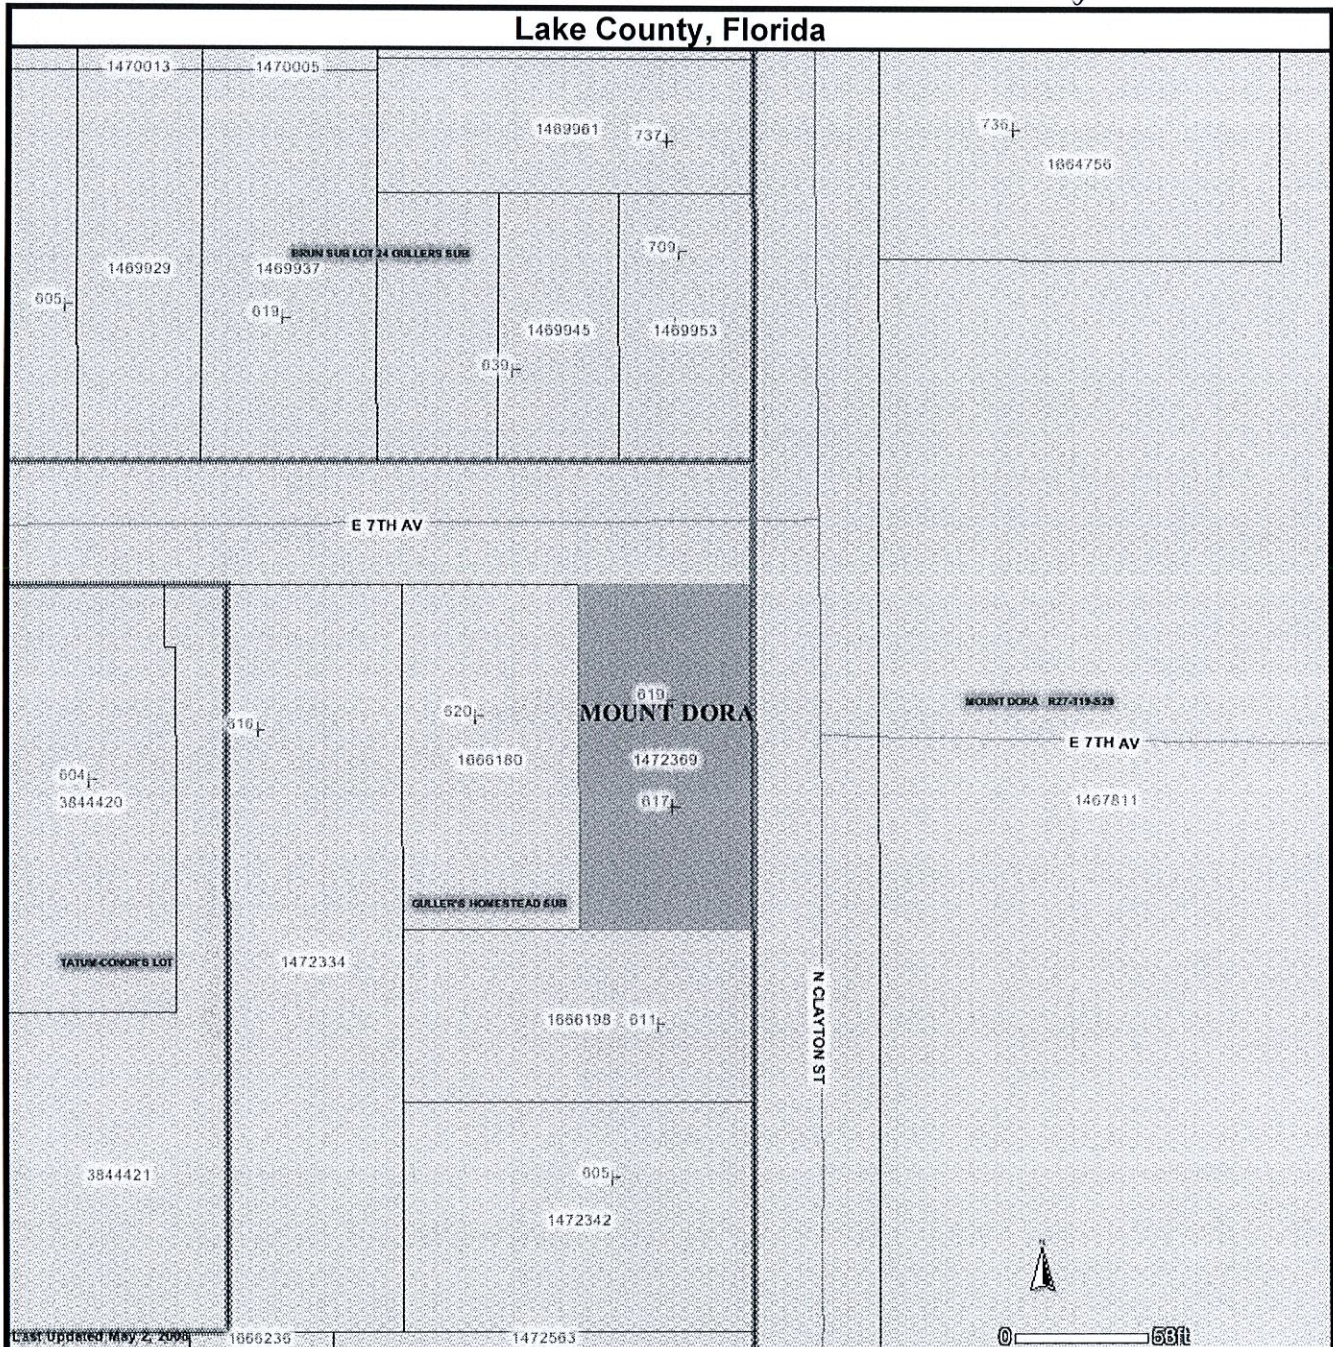 Lake County, Florida
1470013
1470005
1469961
737
736
1664756
BRUN SUB LOT 24 GULLERS SUB
709
1469929
1469937
605
619
1469945
1469953
639
E 7TH AV
619
MOUNT DORA
620
616
1666180
1472369
617
604
3844420
MOUNT DORA R27-T19-S29
E 7TH AV
1467811
GULLER'S HOMESTEAD SUB
TATUM-CONOR'S LOT
1472334
N CLAYTON ST
1666198 611
3844421
605
1472342
N
Last Updated May 2, 2006
1666236
1472563
0 58ft